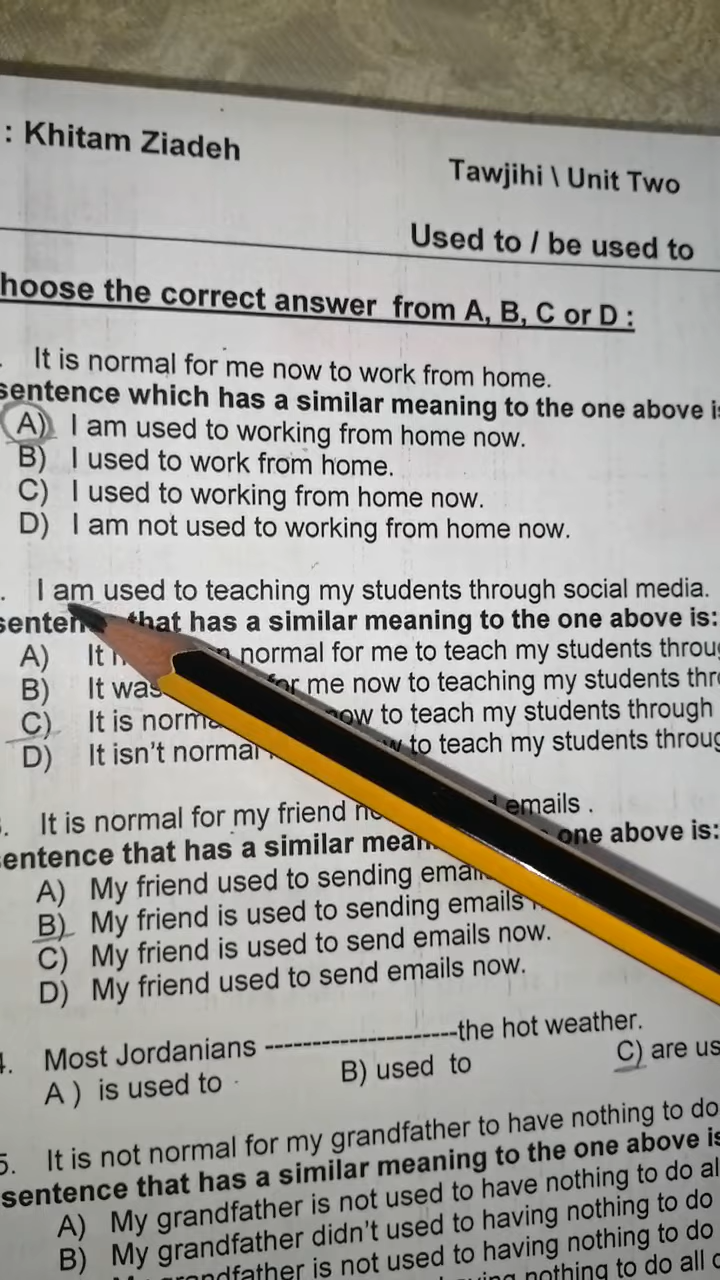 : Khitam Ziadeh
Tawjihi \ Unit Two
Used to / be used to
hoose the correct answer from A, B, C or D :
. It is normal for me now to work from home.
sentence which has a similar meaning to the one above is
A) I am used to working from home now.
B) I used to work from home.
C) I used to working from home now.
D) I am not used to working from home now.
. I am used to teaching my students through social media.
that has a similar meaning to the one above is:
A) It normal for me to teach my students
B) It was me now to teaching my students
C) It is to teach my students through
D) It isn't normal to teach my students
. It is normal for my friend emails .
entence that has a similar one above is:
A) My friend used to sending
B) My friend is used to sending emails
C) My friend is used to send emails now.
D) My friend used to send emails now.
4. Most Jordanians --------------------the hot weather.
A ) is used to B) used to C) are us
5. It is not normal for my grandfather to have nothing to do
sentence that has a similar meaning to the one above is
A) My grandfather is not used to have nothing to do al
B) My grandfather didn't used to having nothing to do
is not used to having nothing to do
nothing to do all